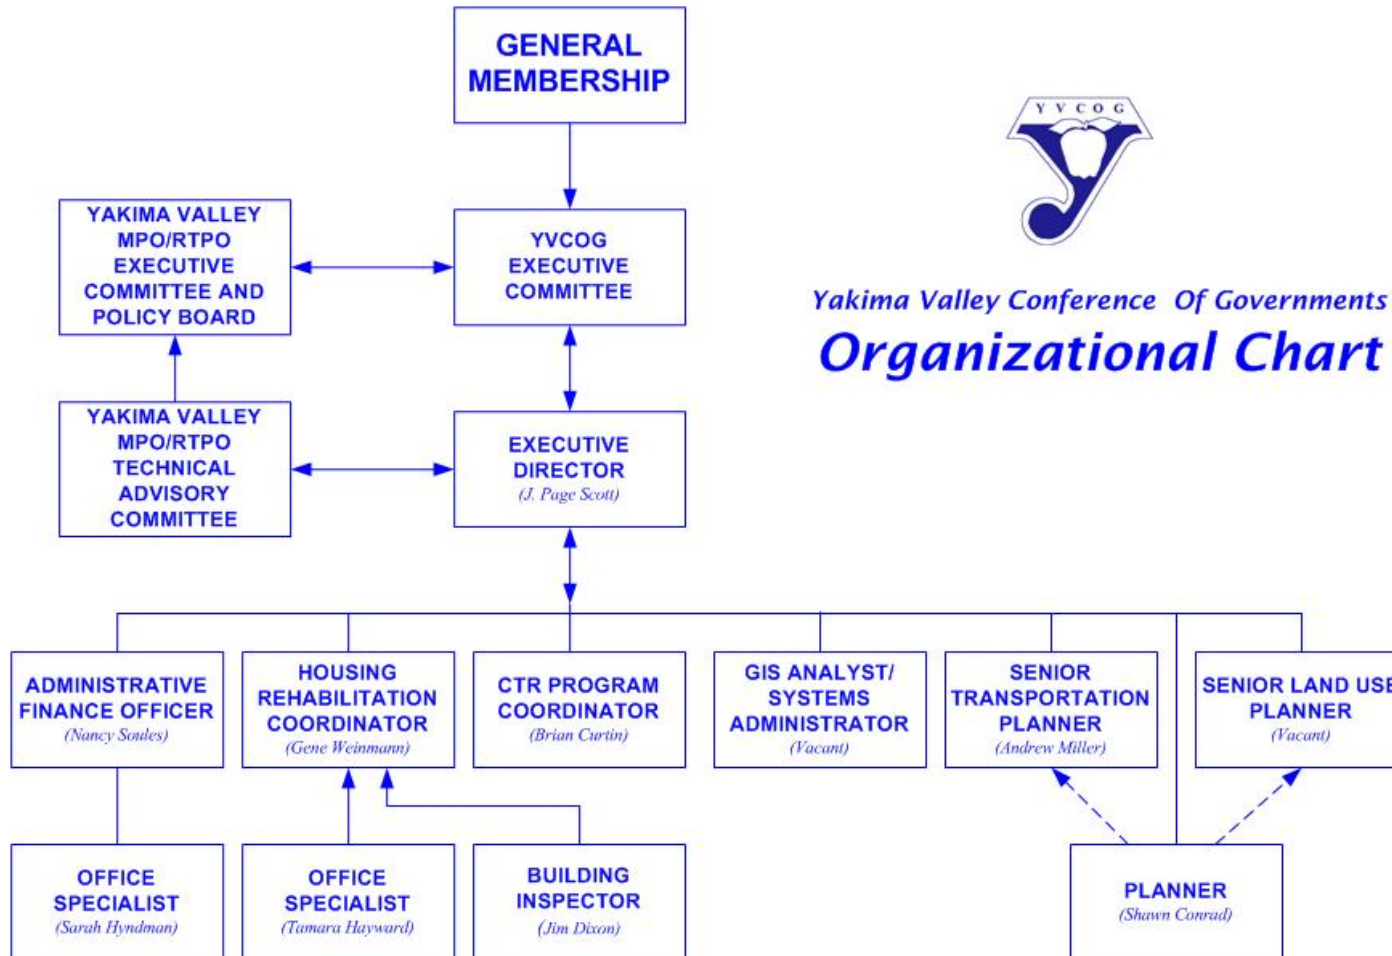 GENERAL
MEMBERSHIP
Y V C O G
YAKIMA VALLEY
MPO/RTPO
EXECUTIVE
COMMITTEE AND
POLICY BOARD
YVCOG
EXECUTIVE
COMMITTEE
Yakima Valley Conference Of Governments
Organizational Chart
YAKIMA VALLEY
MPO/RTPO
TECHNICAL
ADVISORY
COMMITTEE
EXECUTIVE
DIRECTOR
(J. Page Scott)
ADMINISTRATIVE
FINANCE OFFICER
(Nancy Soules)
HOUSING
REHABILITATION
COORDINATOR
(Gene Weinmann)
CTR PROGRAM
COORDINATOR
(Brian Curtin)
GIS ANALYST/
SYSTEMS
ADMINISTRATOR
(Vacant)
SENIOR
TRANSPORTATION
PLANNER
(Andrew Miller)
SENIOR LAND USE
PLANNER
(Vacant)
OFFICE
SPECIALIST
(Sarah Hyndman)
OFFICE
SPECIALIST
(Tamara Hayward)
BUILDING
INSPECTOR
(Jim Dixon)
PLANNER
(Shawn Conrad)